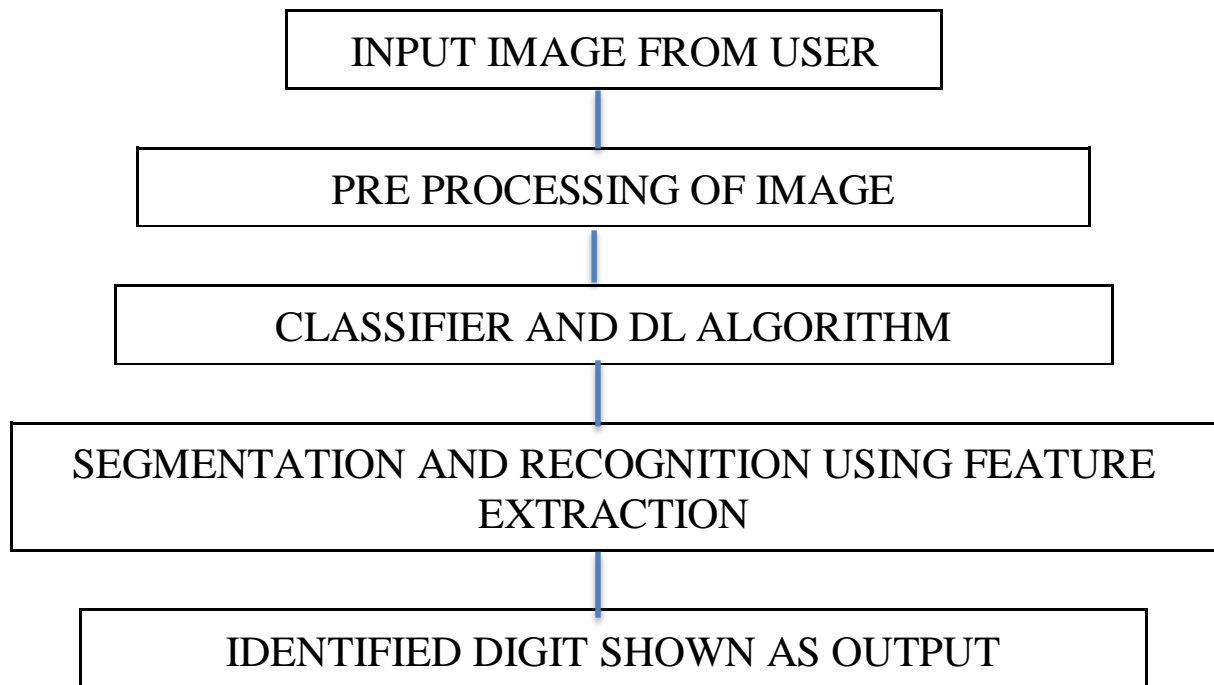 INPUT IMAGE FROM USER
PRE PROCESSING OF IMAGE
CLASSIFIER AND DL ALGORITHM
SEGMENTATION AND RECOGNITION USING FEATURE
EXTRACTION
IDENTIFIED DIGIT SHOWN AS OUTPUT